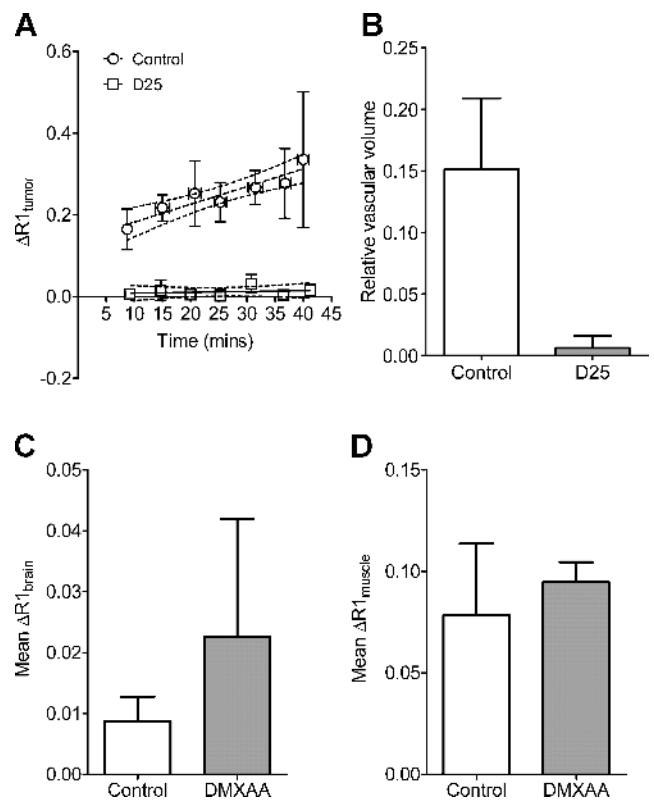 A
0.6
0.4
0.2
0.0
-0.2
ΔR1tumor
Control
D25
5 10 15 20 25 30 35 40 45
Time (mins)
B
0.25
0.20
0.15
0.10
0.05
0.00
Relative vascular volume
Control D25
C
0.05
0.04
0.03
0.02
0.01
0.00
Mean ΔR1brain
Control DMXAA
D
0.15
0.10
0.05
0.00
Mean ΔR1muscle
Control DMXAA